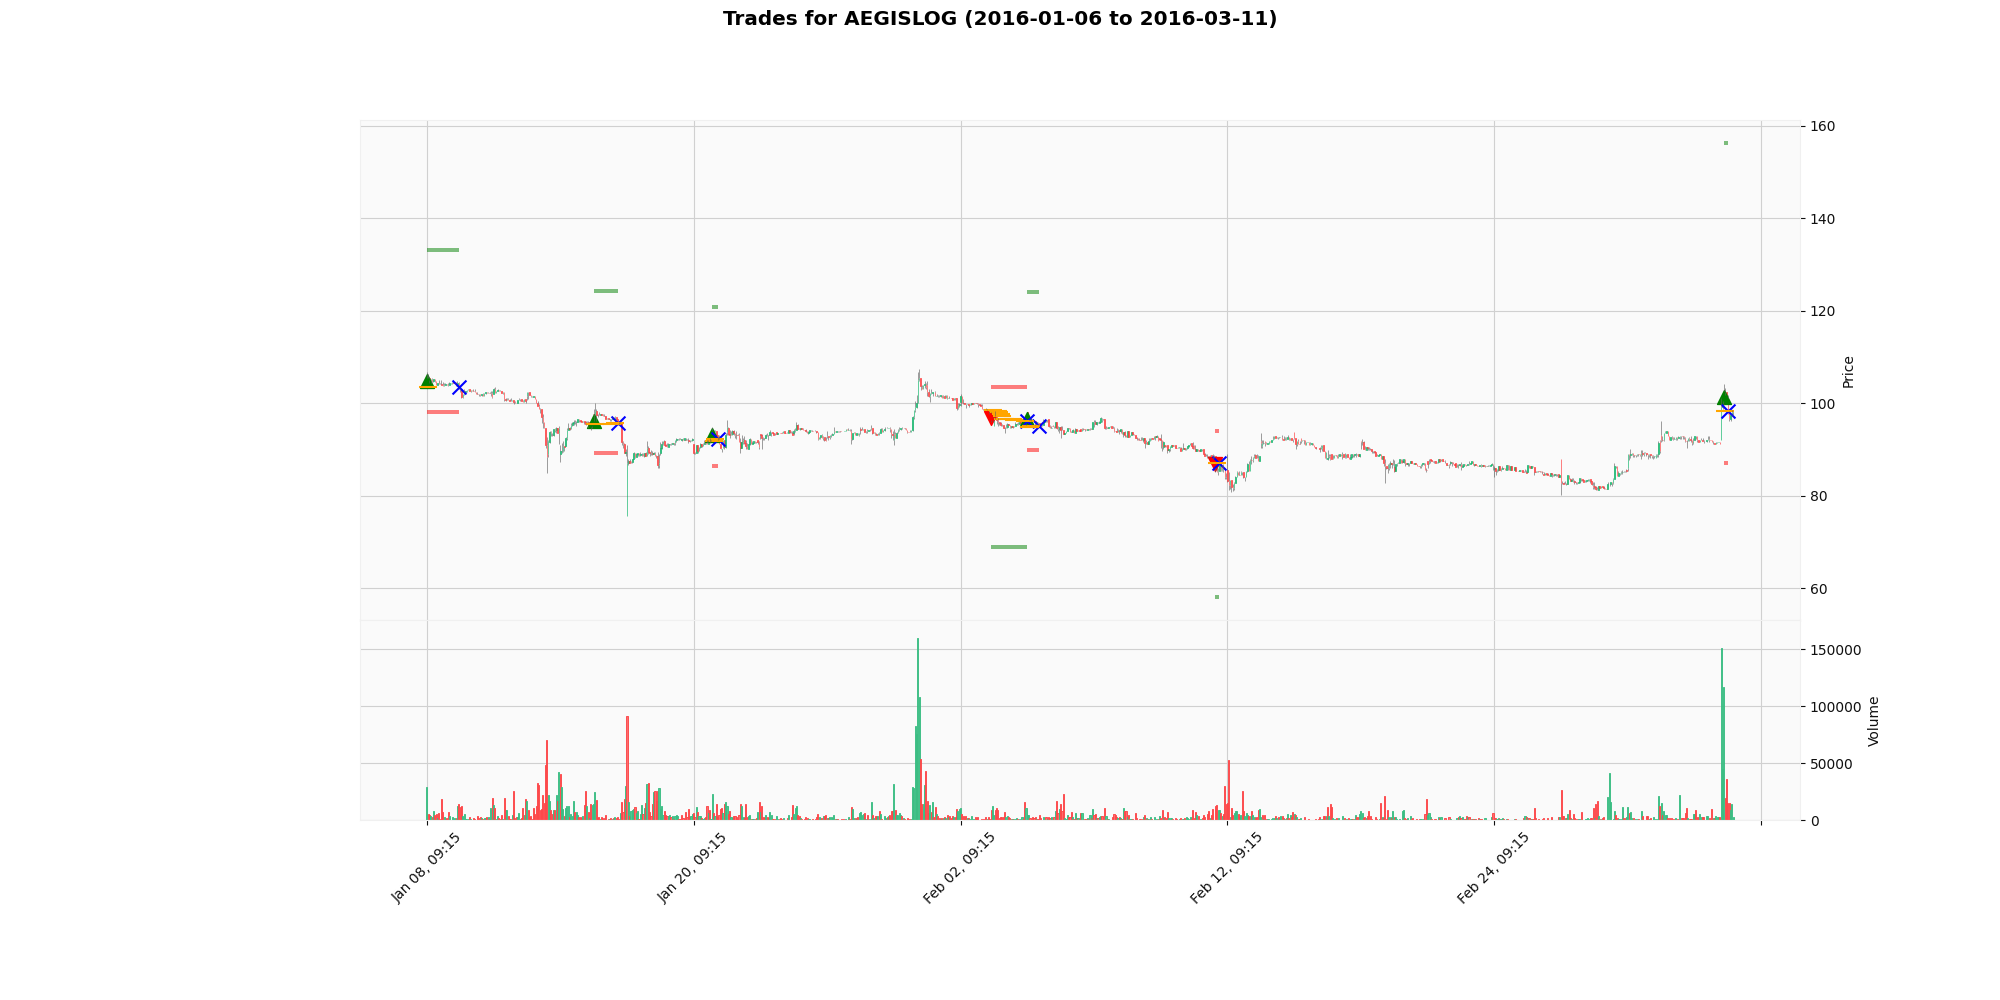 Trades for AEGISLOG (2016-01-06 to 2016-03-11)
160
140
120
100
80
60
Price
150000
100000
50000
0
Volume
Jan 08, 09:15
Jan 20, 09:15
Feb 02, 09:15
Feb 12, 09:15
Feb 24, 09:15